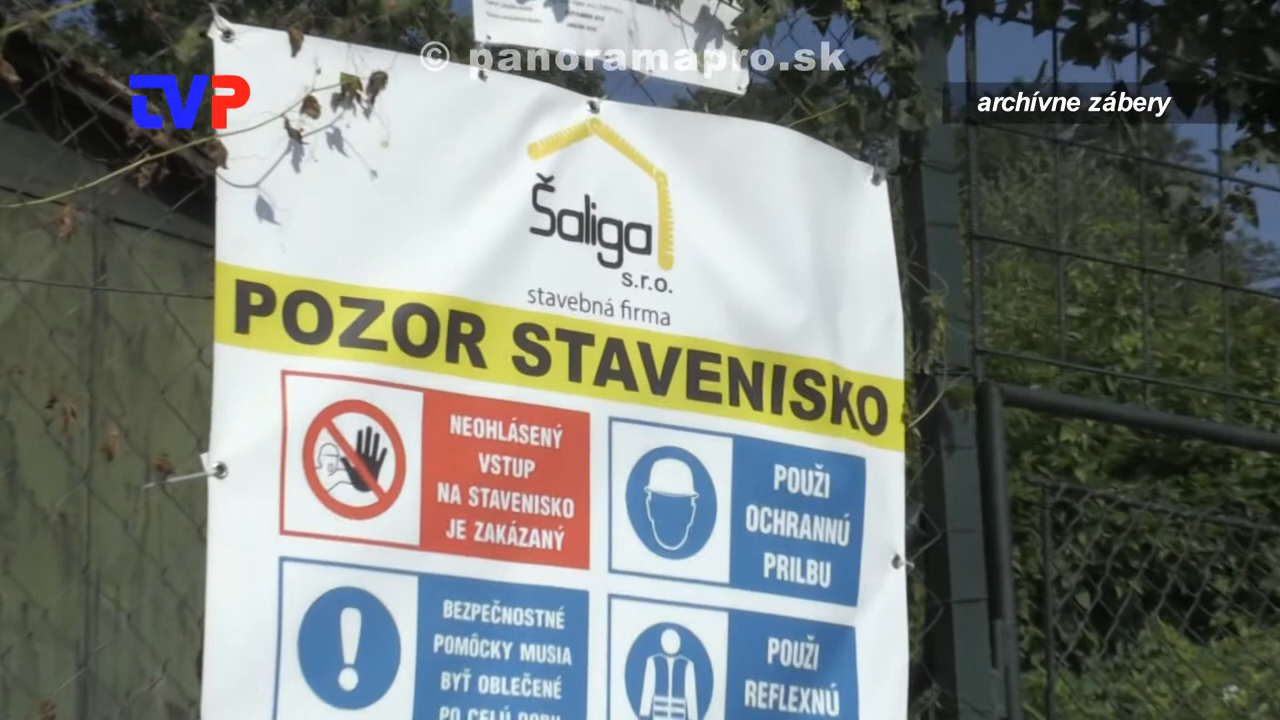 © panoramapro.sk
TVP
archívne zábery
Šaliga
s.r.o.
stavebná firma
POZOR STAVENISKO
NEOHLÁSENÝ
VSTUP
NA STAVENISKO
JE ZAKÁZANÝ
POUŽI
OCHRANNÚ
PRILBU
BEZPEČNOSTNÉ
POMÔCKY MUSIA
BYŤ OBLEČENÉ
PO CELÚ DOBU
POUŽI
REFLEXNÚ